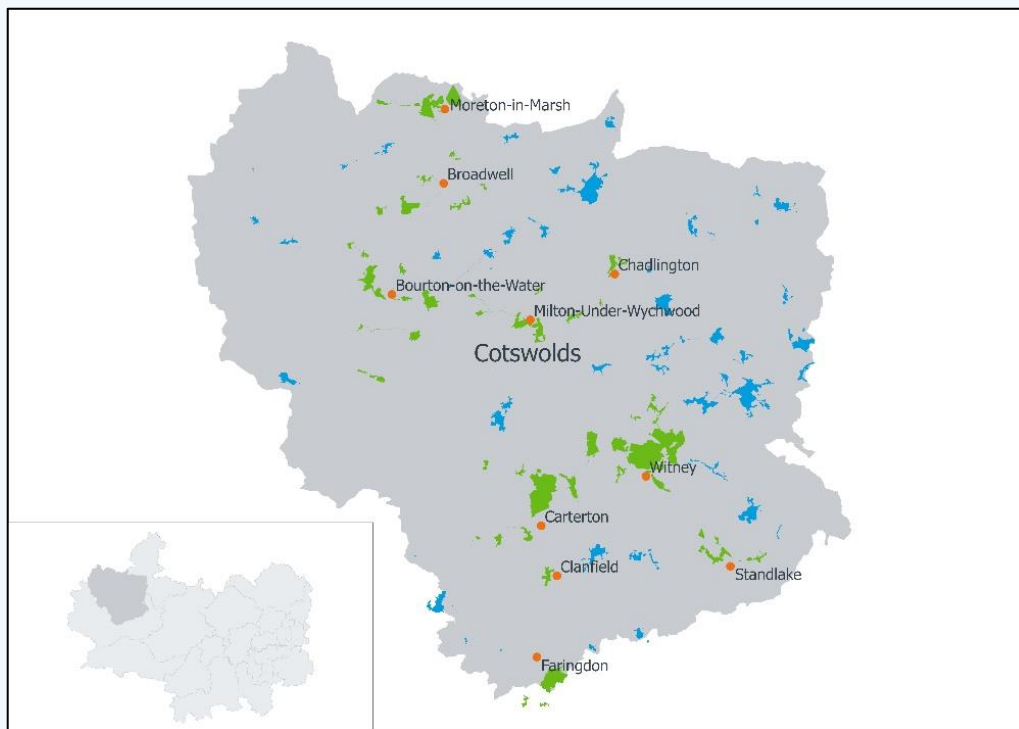 Moreton-in-Marsh
Broadwell
Chadlington
Bourton-on-the-Water
Milton-Under-Wychwood
Cotswolds
Witney
Carterton
Clanfield
Standlake
Faringdon